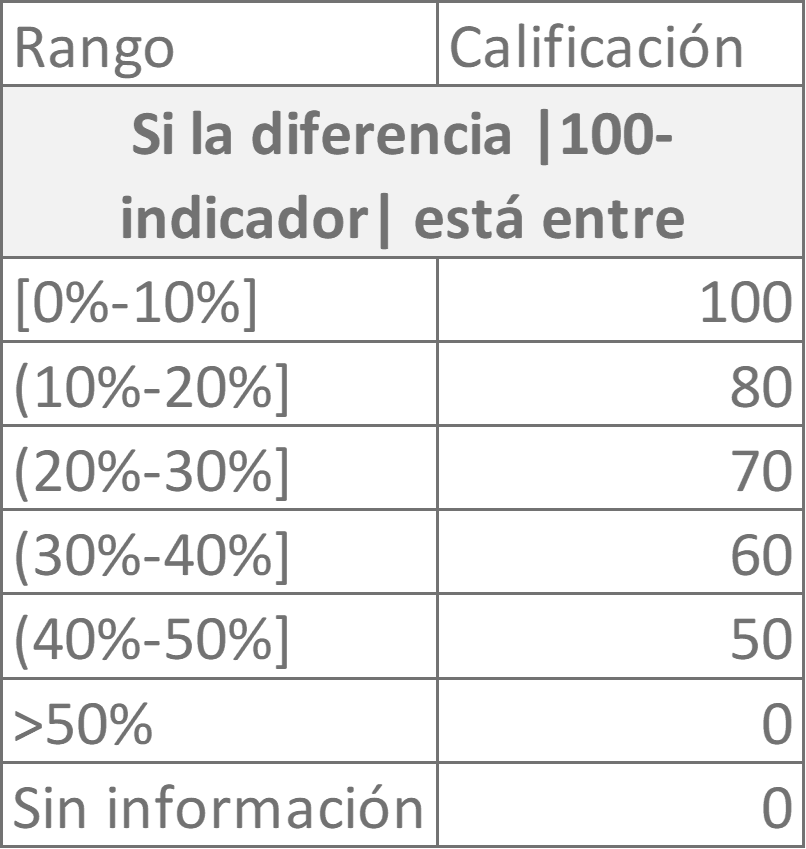 Rango Calificación
Si la diferencia |100-
indicador| está entre
[0%-10%] 100
(10%-20%] 80
(20%-30%] 70
(30%-40%] 60
(40%-50%] 50
>50% 0
Sin información 0